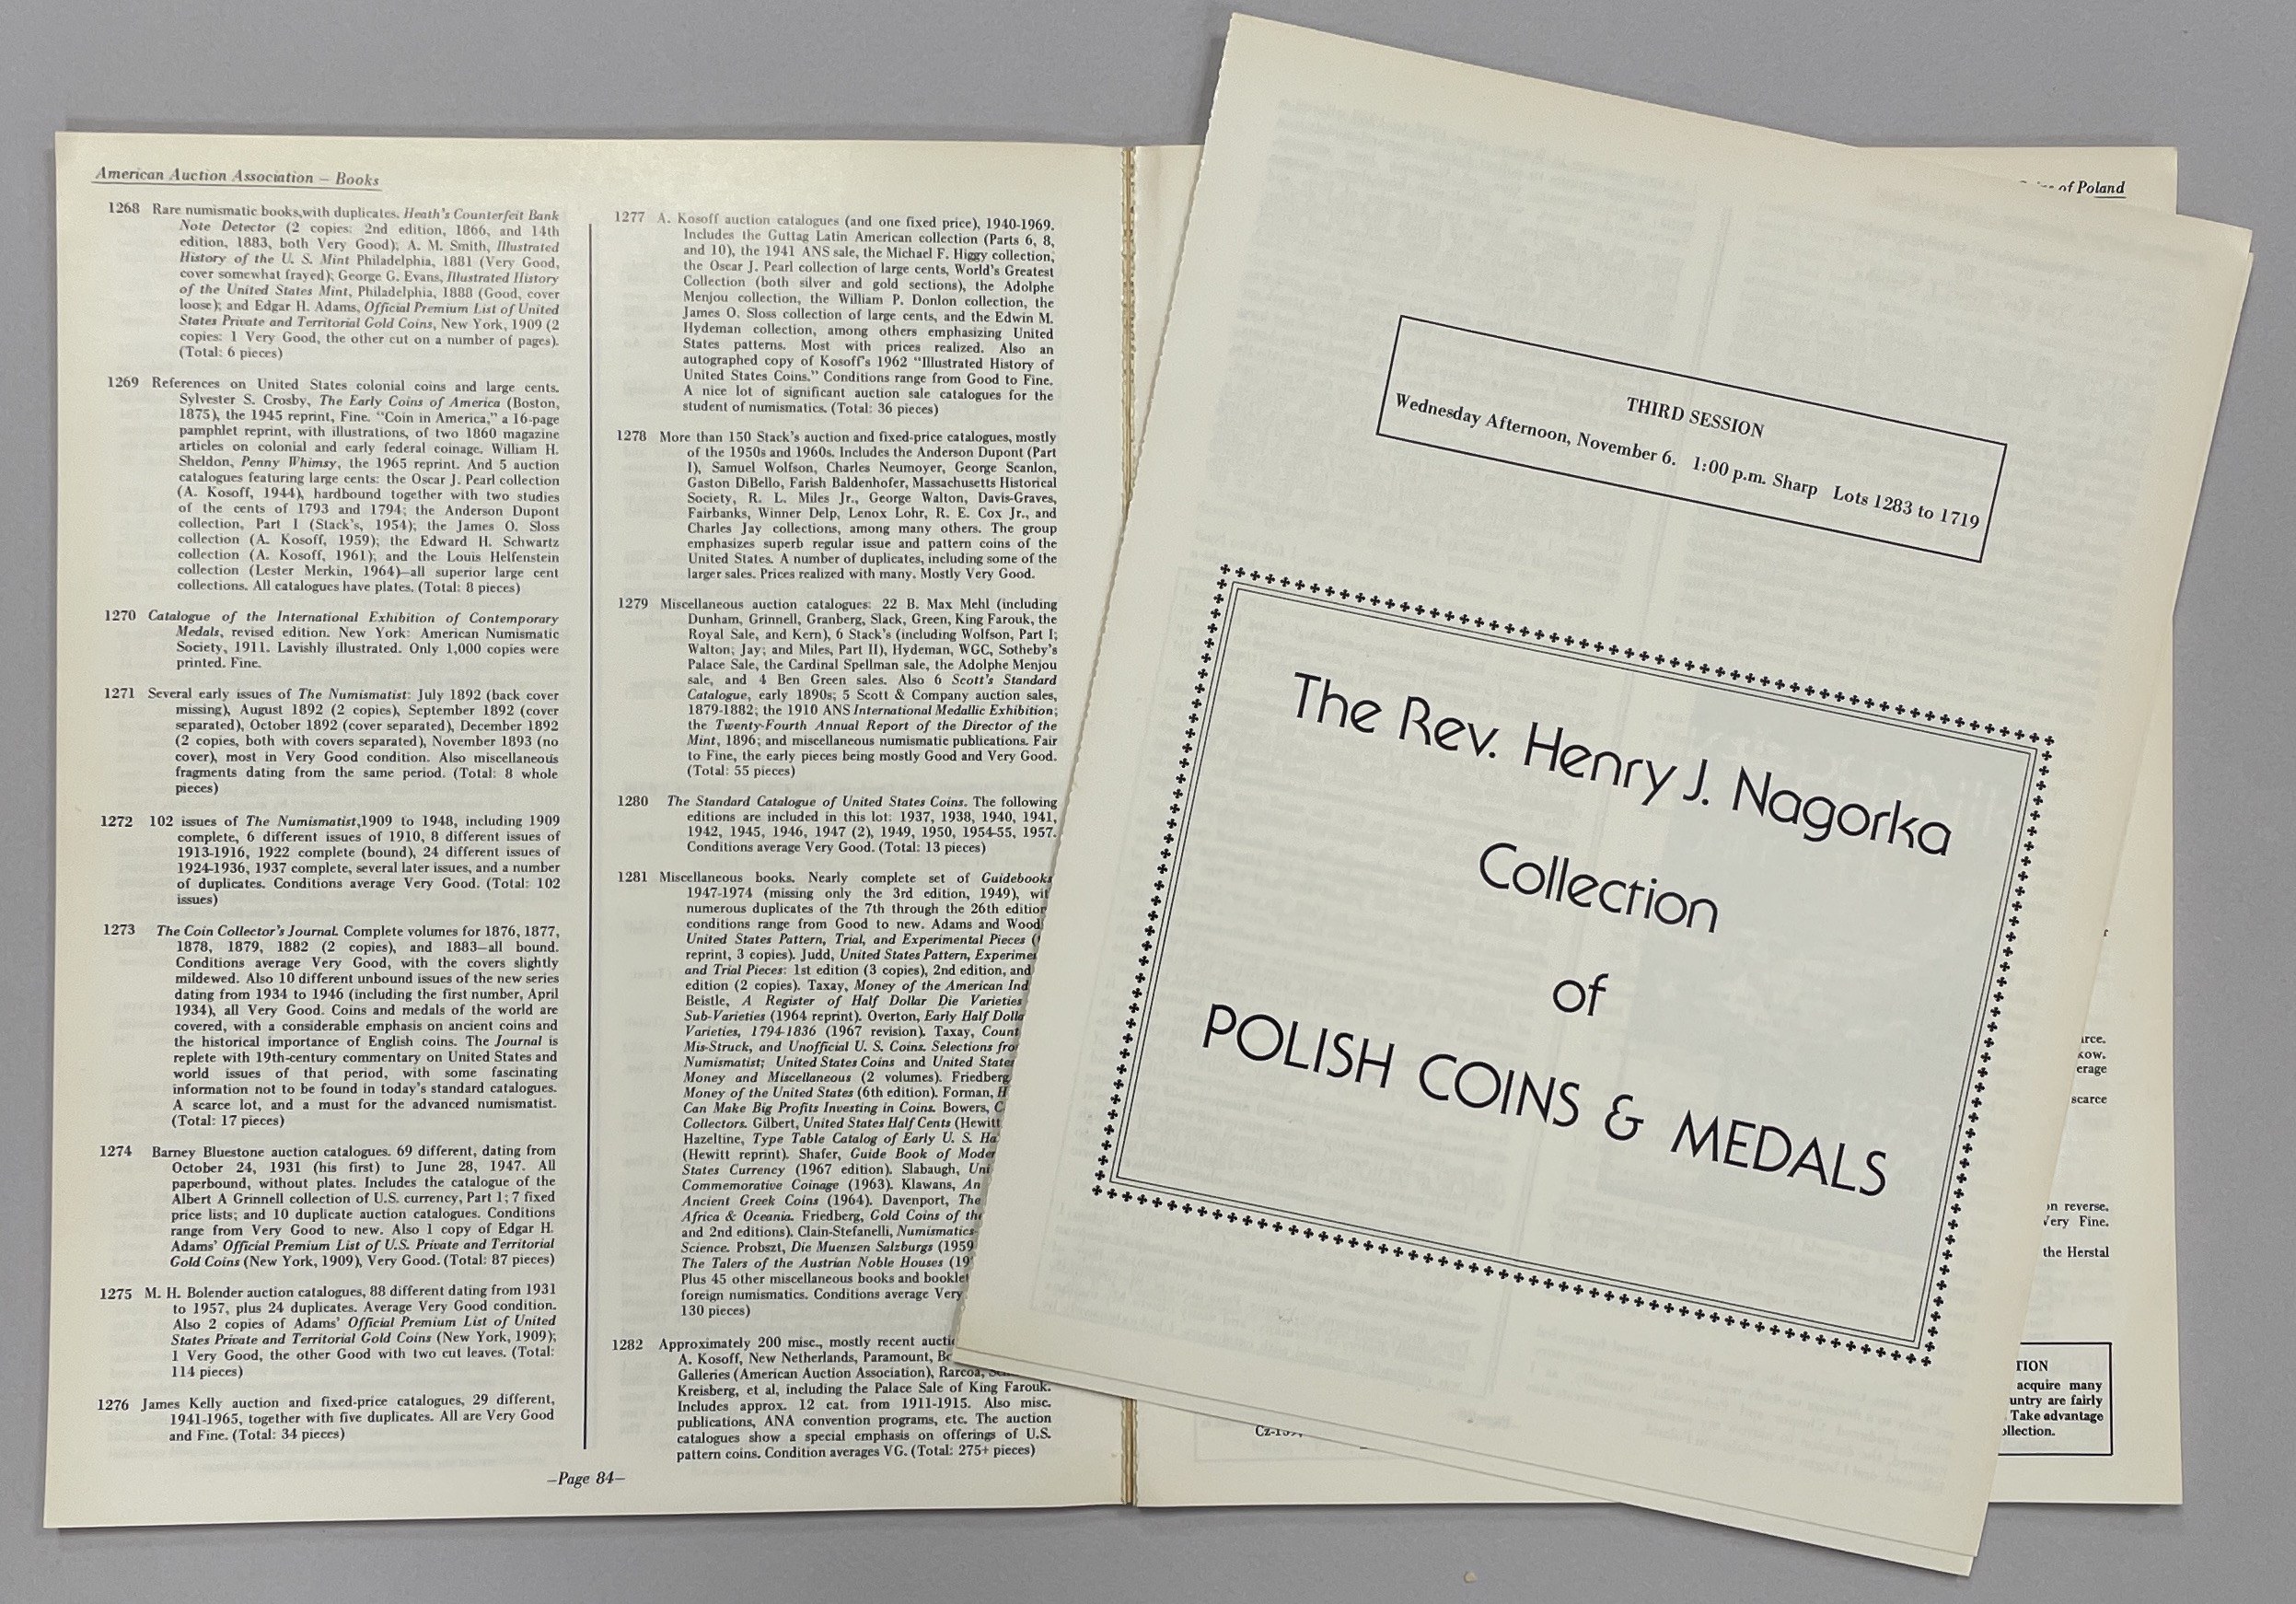 American Auction Association – Books
1268 Rare numismatic books,with duplicates. Heath's Counterfeit Bank
Note Detector (2 copies: 2nd edition, 1866, and 14th
edition, 1883, both Very Good); A. M. Smith, Illustrated
History of the U. S. Mint Philadelphia, 1881 (Very Good,
cover somewhat frayed); George G. Evans, Illustrated History
of the United States Mint, Philadelphia, 1888 (Good, cover
loose); and Edgar H. Adams, Official Premium List of United
States Private and Territorial Gold Coins, New York, 1909 (2
copies: 1 Very Good, the other cut on a number of pages).
(Total: 6 pieces)
1269 References on United States colonial coins and large cents.
Sylvester S. Crosby, The Early Coins of America (Boston,
1875), the 1945 reprint, Fine. "Coin in America," a 16-page
pamphlet reprint, with illustrations, of two 1860 magazine
articles on colonial and early federal coinage. William H.
Sheldon, Penny Whimsy, the 1965 reprint. And 5 auction
catalogues featuring large cents: the Oscar J. Pearl collection
(A. Kosoff, 1944), hardbound together with two studies
of the cents of 1793 and 1794; the Anderson Dupont
collection, Part I (Stack's, 1954); the James O. Sloss
collection (A. Kosoff, 1959); the Edward H. Schwartz
collection (A. Kosoff, 1961); and the Louis Helfenstein
collection (Lester Merkin, 1964)—all superior large cent
collections. All catalogues have plates. (Total: 8 pieces)
1270 Catalogue of the International Exhibition of Contemporary
Medals, revised edition. New York: American Numismatic
Society, 1911. Lavishly illustrated. Only 1,000 copies were
printed. Fine.
1271 Several early issues of The Numismatist: July 1892 (back cover
missing), August 1892 (2 copies), September 1892 (cover
separated), October 1892 (cover separated), December 1892
(2 copies, both with covers separated), November 1893 (no
cover), most in Very Good condition. Also miscellaneous
fragments dating from the same period. (Total: 8 whole
pieces)
1272 102 issues of The Numismatist,1909 to 1948, including 1909
complete, 6 different issues of 1910, 8 different issues of
1913-1916, 1922 complete (bound), 24 different issues of
1924-1936, 1937 complete, several later issues, and a number
of duplicates. Conditions average Very Good. (Total: 102
issues)
1273 The Coin Collector's Journal. Complete volumes for 1876, 1877,
1878, 1879, 1882 (2 copies), and 1883—all bound.
Conditions average Very Good, with the covers slightly
mildewed. Also 10 different unbound issues of the new series
dating from 1934 to 1946 (including the first number, April
1934), all Very Good. Coins and medals of the world are
covered, with a considerable emphasis on ancient coins and
the historical importance of English coins. The Journal is
replete with 19th-century commentary on United States and
world issues of that period, with some fascinating
information not to be found in today's standard catalogues.
A scarce lot, and a must for the advanced numismatist.
(Total: 17 pieces)
1274 Barney Bluestone auction catalogues. 69 different, dating from
October 24, 1931 (his first) to June 28, 1947. All
paperbound, without plates. Includes the catalogue of the
Albert A Grinnell collection of U.S. currency, Part 1; 7 fixed
price lists; and 10 duplicate auction catalogues. Conditions
range from Very Good to new. Also 1 copy of Edgar H.
Adams' Official Premium List of U.S. Private and Territorial
Gold Coins (New York, 1909), Very Good. (Total: 87 pieces)
1275 M. H. Bolender auction catalogues, 88 different dating from 1931
to 1957, plus 24 duplicates. Average Very Good condition.
Also 2 copies of Adams' Official Premium List of United
States Private and Territorial Gold Coins (New York, 1909);
1 Very Good, the other Good with two cut leaves. (Total:
114 pieces)
1276 James Kelly auction and fixed-price catalogues, 29 different,
1941-1965, together with five duplicates. All are Very Good
and Fine. (Total: 34 pieces)
1277 A. Kosoff auction catalogues (and one fixed price), 1940-1969.
Includes the Guttag Latin American collection (Parts 6, 8,
and 10), the 1941 ANS sale, the Michael F. Higgy collection,
the Oscar J. Pearl collection of large cents, World's Greatest
Collection (both silver and gold sections), the Adolphe
Menjou collection, the William P. Donlon collection, the
James O. Sloss collection of large cents, and the Edwin M.
Hydeman collection, among others emphasizing United
States patterns. Most with prices realized. Also an
autographed copy of Kosoff's 1962 "Illustrated History of
United States Coins." Conditions range from Good to Fine.
A nice lot of significant auction sale catalogues for the
student of numismatics. (Total: 36 pieces)
1278 More than 150 Stack's auction and fixed-price catalogues, mostly
of the 1950s and 1960s. Includes the Anderson Dupont (Part
I), Samuel Wolfson, Charles Neumoyer, George Scanlon,
Gaston DiBello, Farish Baldenhofer, Massachusetts Historical
Society, R. L. Miles Jr., George Walton, Davis-Graves,
Fairbanks, Winner Delp, Lenox Lohr, R. E. Cox Jr., and
Charles Jay collections, among many others. The group
emphasizes superb regular issue and pattern coins of the
United States. A number of duplicates, including some of the
larger sales. Prices realized with many. Mostly Very Good.
1279 Miscellaneous auction catalogues: 22 B. Max Mehl (including
Dunham, Grinnell, Granberg, Slack, Green, King Farouk, the
Royal Sale, and Kern), 6 Stack's (including Wolfson, Part I;
Walton; Jay; and Miles, Part II), Hydeman, WGC, Sotheby's
Palace Sale, the Cardinal Spellman sale, the Adolphe Menjou
sale, and 4 Ben Green sales. Also 6 Scott's Standard
Catalogue, early 1890s; 5 Scott & Company auction sales,
1879-1882; the 1910 ANS International Medallic Exhibition;
the Twenty-Fourth Annual Report of the Director of the
Mint, 1896; and miscellaneous numismatic publications. Fair
to Fine, the early pieces being mostly Good and Very Good.
(Total: 55 pieces)
1280 The Standard Catalogue of United States Coins. The following
editions are included in this lot: 1937, 1938, 1940, 1941,
1942, 1945, 1946, 1947 (2), 1949, 1950, 1954-55, 1957.
Conditions average Very Good. (Total: 13 pieces)
1281 Miscellaneous books. Nearly complete set of Guidebooks
1947-1974 (missing only the 3rd edition, 1949), wit
numerous duplicates of the 7th through the 26th edition
conditions range from Good to new. Adams and Wood
United States Pattern, Trial, and Experimental Pieces (
reprint, 3 copies). Judd, United States Pattern, Experime
and Trial Pieces: 1st edition (3 copies), 2nd edition, and
edition (2 copies). Taxay, Money of the American Ind
Beistle, A Register of Half Dollar Die Varieties
Sub-Varieties (1964 reprint). Overton, Early Half Dolla
Varieties, 1794-1836 (1967 revision). Taxay, Count
Mis-Struck, and Unofficial U. S. Coins. Selections fro
Numismatist; United States Coins and United State
Money and Miscellaneous (2 volumes). Friedberg
Money of the United States (6th edition). Forman, H
Can Make Big Profits Investing in Coins. Bowers, C
Collectors. Gilbert, United States Half Cents (Hewitt
Hazeltine, Type Table Catalog of Early U. S. Ha
(Hewitt reprint). Shafer, Guide Book of Moder
States Currency (1967 edition). Slabaugh, Uni
Commemorative Coinage (1963). Klawans, An
Ancient Greek Coins (1964). Davenport, The
Africa & Oceania. Friedberg, Gold Coins of the
and 2nd editions). Clain-Stefanelli, Numismatics
Science. Probszt, Die Muenzen Salzburgs (1959
The Talers of the Austrian Noble Houses (19
Plus 45 other miscellaneous books and bookle
foreign numismatics. Conditions average Very
130 pieces)
1282 Approximately 200 misc., mostly recent aucti
A. Kosoff, New Netherlands, Paramount, Bo
Galleries (American Auction Association), Rarcoa,
Kreisberg, et al, including the Palace Sale of King Farouk.
Includes approx. 12 cat. from 1911-1915. Also misc.
publications, ANA convention programs, etc. The auction
catalogues show a special emphasis on offerings of U.S.
pattern coins. Condition averages VG. (Total: 275+ pieces)
–Page 84–
THIRD SESSION
Wednesday Afternoon, November 6. 1:00 p.m. Sharp Lots 1283 to 1719
The Rev. Henry J. Nagorka
Collection
of
POLISH COINS & MEDALS
of Poland
arce.
kow.
erage
scarce
on reverse.
Very Fine.
the Herstal
TION
acquire many
untry are fairly
Take advantage
ollection.